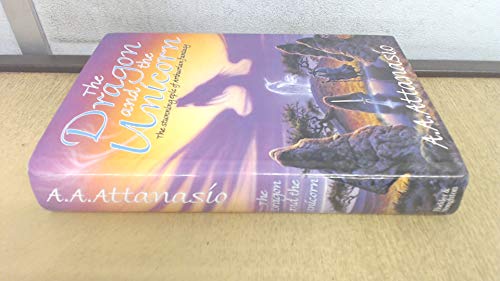 The
Dragon
and the
Unicorn
The stunning epic of Arthurian fantasy
A.A.Attanasio
A.A.Attanasio
The
Dragon
and the
Unicorn
Hodder &
Stoughton